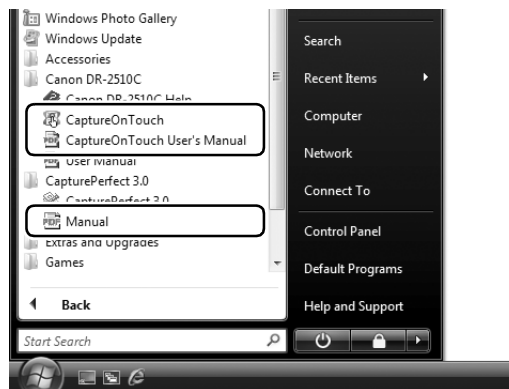 Windows Photo Gallery
Windows Update
Accessories
Canon DR-2510C
Canon DR-2510C Help
CaptureOnTouch
CaptureOnTouch User's Manual
User Manual
CapturePerfect 3.0
CapturePerfect 3.0
Manual
Extras and Upgrades
Games
Back
Start Search
Search
Recent Items
Computer
Network
Connect To
Control Panel
Default Programs
Help and Support